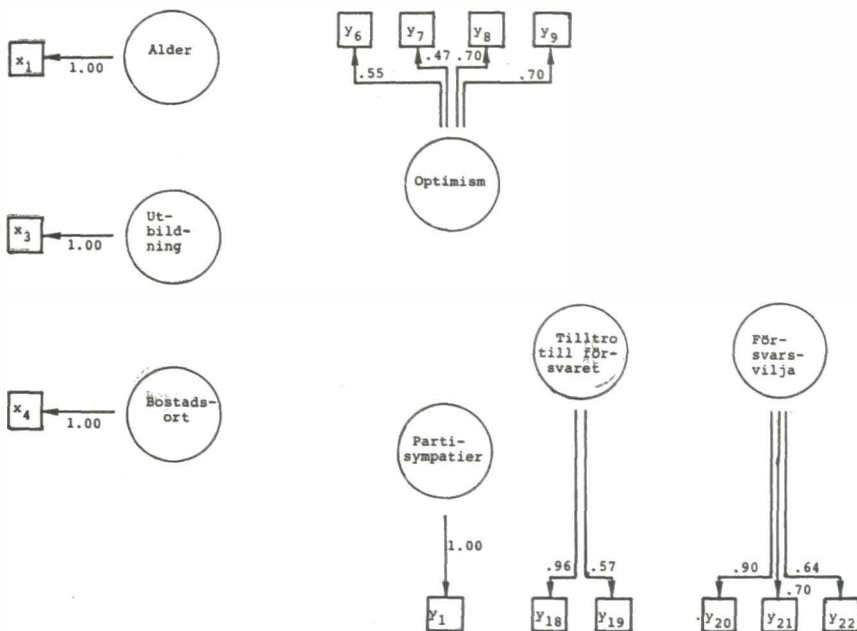 y6 y7 y8 y9
x1
Alder
1.00
.47 .70
.55 .70
Optimism
Ut-
bild-
ning
x3
1.00
Tilltro
till för-
svaret
För-
svars-
vilja
x4
Bostads-
ort
1.00
Parti-
sympatier
1.00
.96 .57
.90 .64
.70
y1 y18 y19 y20 y21 y22